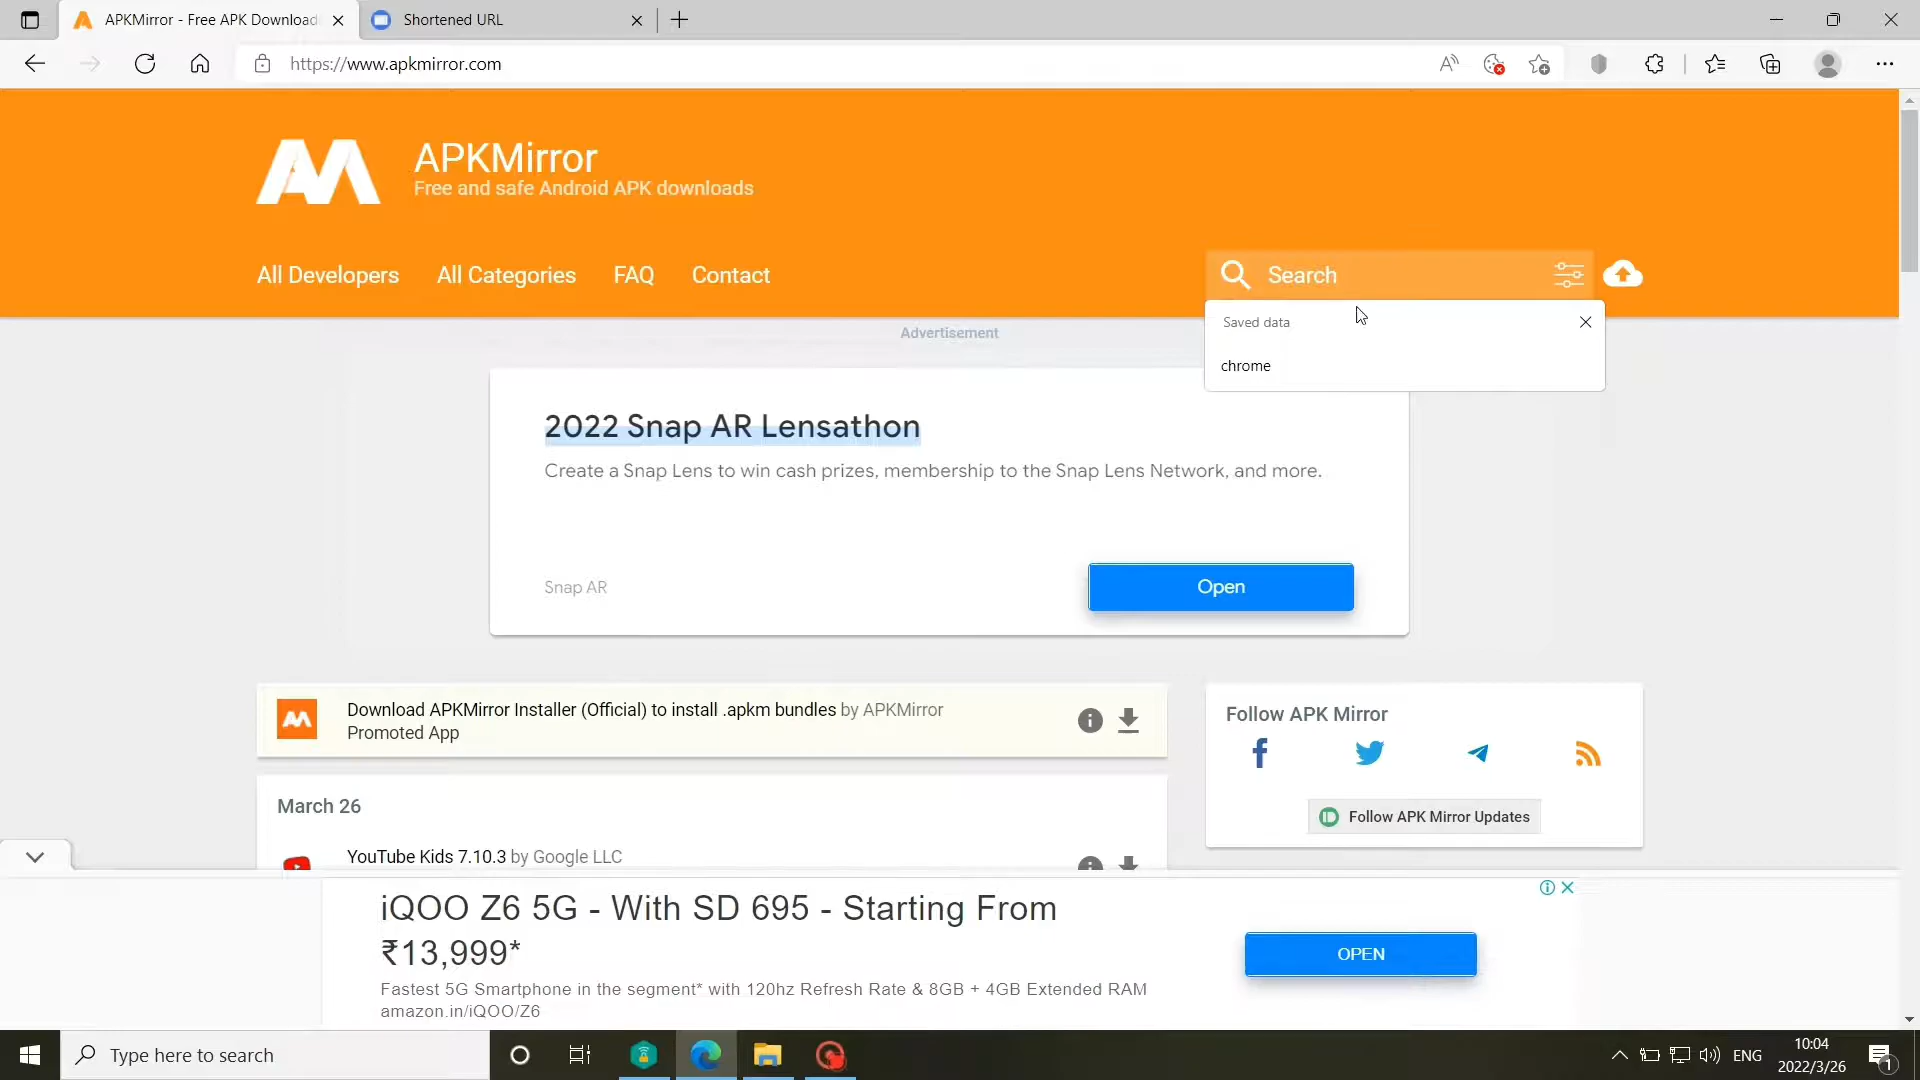 APKMirror - Free APK Download
Shortened URL
https://www.apkmirror.com
APKMirror
Free and safe Android APK downloads
All Developers
All Categories
FAQ
Contact
Search
Saved data
chrome
Advertisement
2022 Snap AR Lensathon
Create a Snap Lens to win cash prizes, membership to the Snap Lens Network, and more.
Snap AR
Open
Download APKMirror Installer (Official) to install .apkm bundles by APKMirror
Promoted App
Follow APK Mirror
Follow APK Mirror Updates
March 26
YouTube Kids 7.10.3 by Google LLC
iQOO Z6 5G - With SD 695 - Starting From
₹13,999*
Fastest 5G Smartphone in the segment* with 120hz Refresh Rate & 8GB + 4GB Extended RAM
amazon.in/iQOO/Z6
OPEN
Type here to search
ENG
10:04
2022/3/26
1